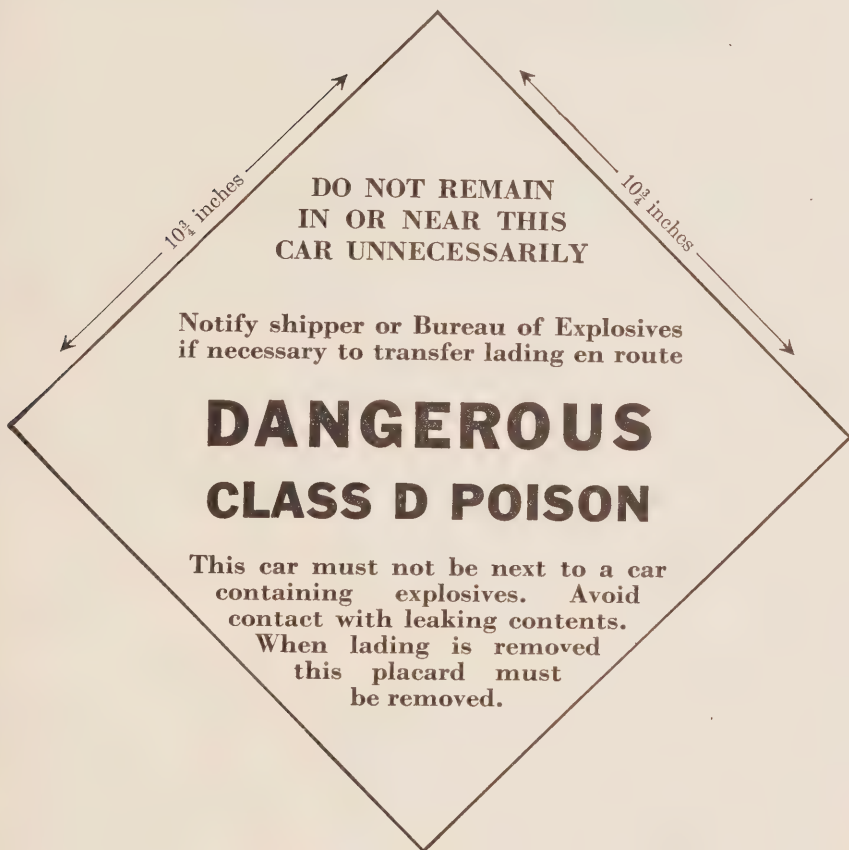 10¾ inches
10¾ inches
DO NOT REMAIN
IN OR NEAR THIS
CAR UNNECESSARILY
Notify shipper or Bureau of Explosives
if necessary to transfer lading en route
DANGEROUS
CLASS D POISON
This car must not be next to a car
containing explosives. Avoid
contact with leaking contents.
When lading is removed
this placard must
be removed.